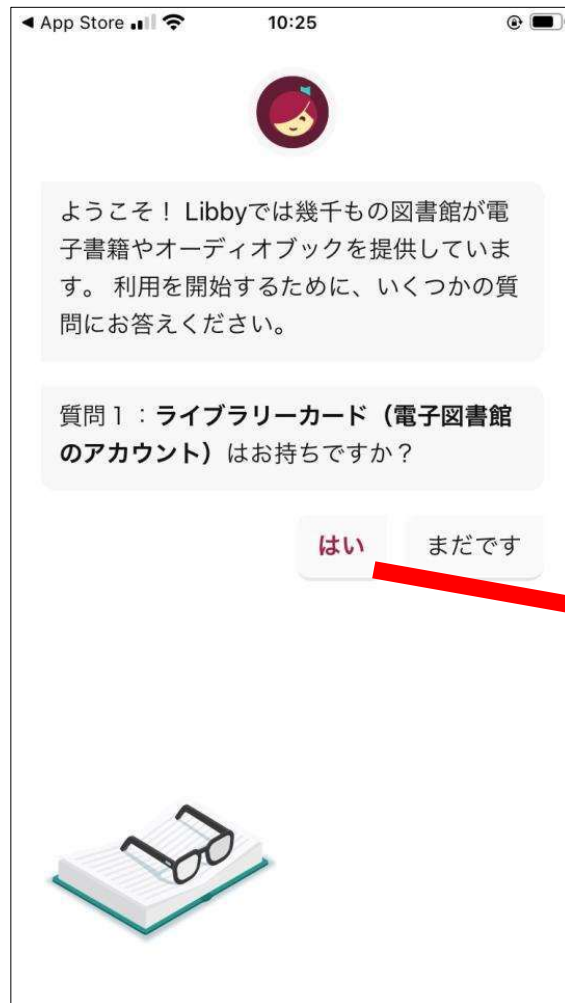 ◀ App Store 10:25
ようこそ！ Libbyでは幾千もの図書館が電
子書籍やオーディオブックを提供していま
す。 利用を開始するために、いくつかの質
問にお答えください。
質問１：ライブラリーカード（電子図書館
のアカウント）はお持ちですか？
はい まだです